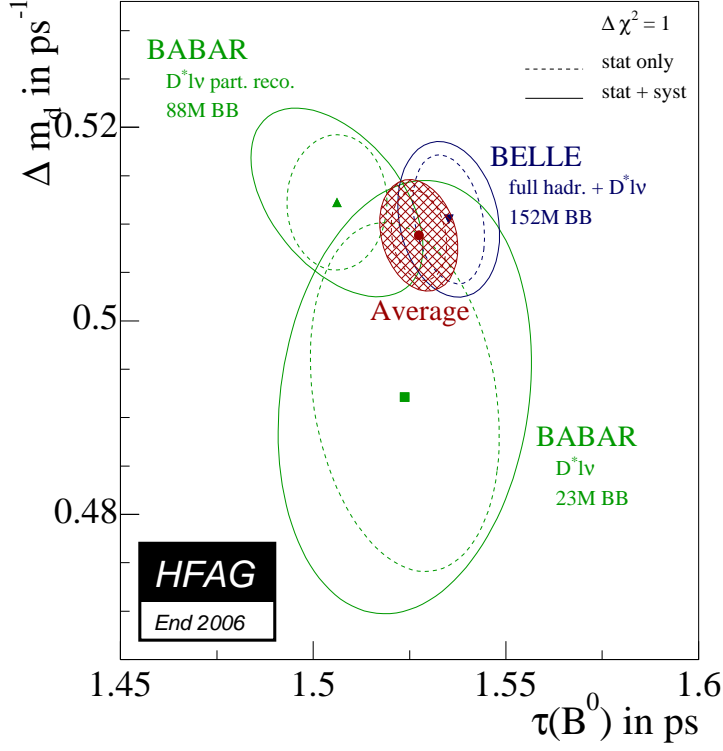 Δ m_d in ps⁻¹
Δ χ² = 1
stat only
stat + syst
BABAR
D*lν part. reco.
88M BB
BELLE
full hadr. + D*lν
152M BB
Average
BABAR
D*lν
23M BB
0.52
0.5
0.48
HFAG
End 2006
1.45
1.5
1.55
1.6
τ(B⁰) in ps